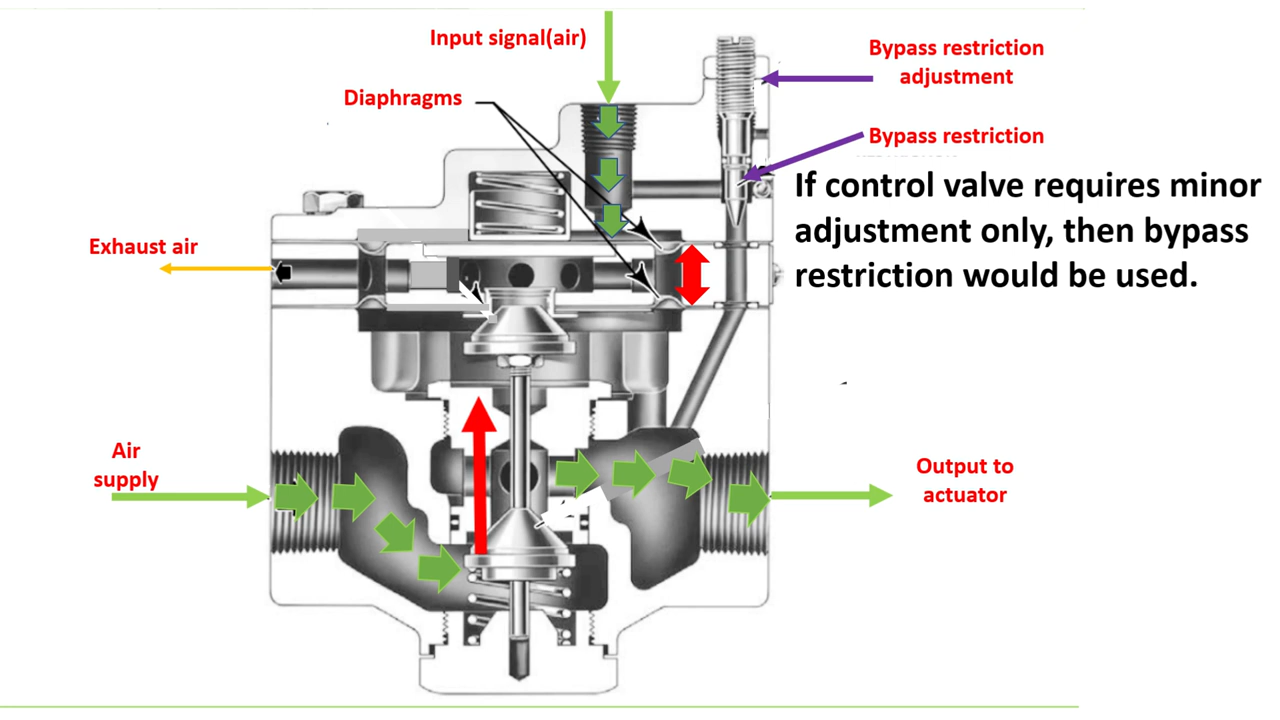 Input signal(air)
Bypass restriction
adjustment
Diaphragms
Bypass restriction
If control valve requires minor
adjustment only, then bypass
restriction would be used.
Exhaust air
Air
supply
Output to
actuator